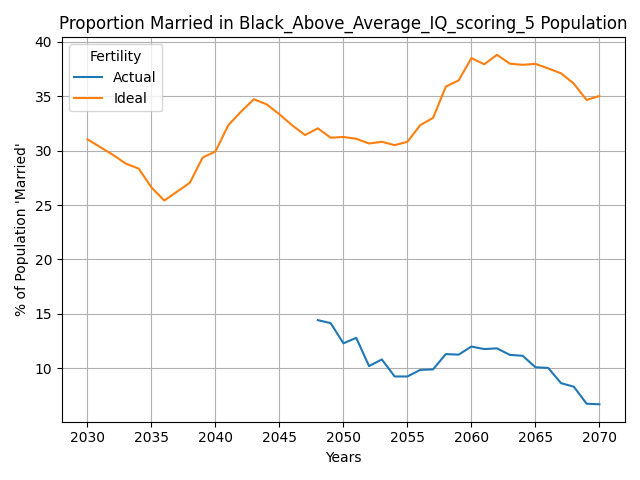 Proportion Married in Black_Above_Average_IQ_scoring_5 Population
% of Population 'Married'
40
35
30
25
20
15
10
Fertility
Actual
Ideal
2030 2035 2040 2045 2050 2055 2060 2065 2070
Years